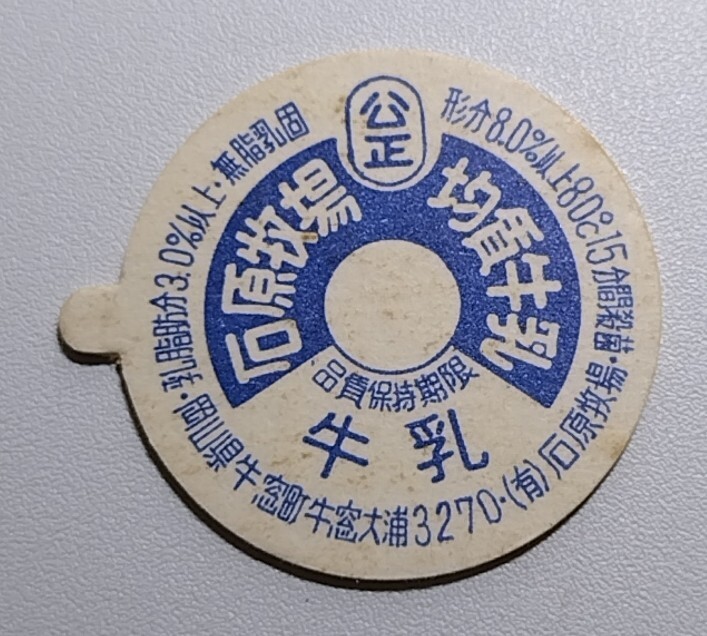 公正
石原牧場
均質牛乳
品質保持期限
牛乳
乳脂肪分3.0%以上・無脂乳固形分8.0%以上80℃15分間殺菌・
岡山県牛窓町牛窓大浦3270・(有)石原牧場